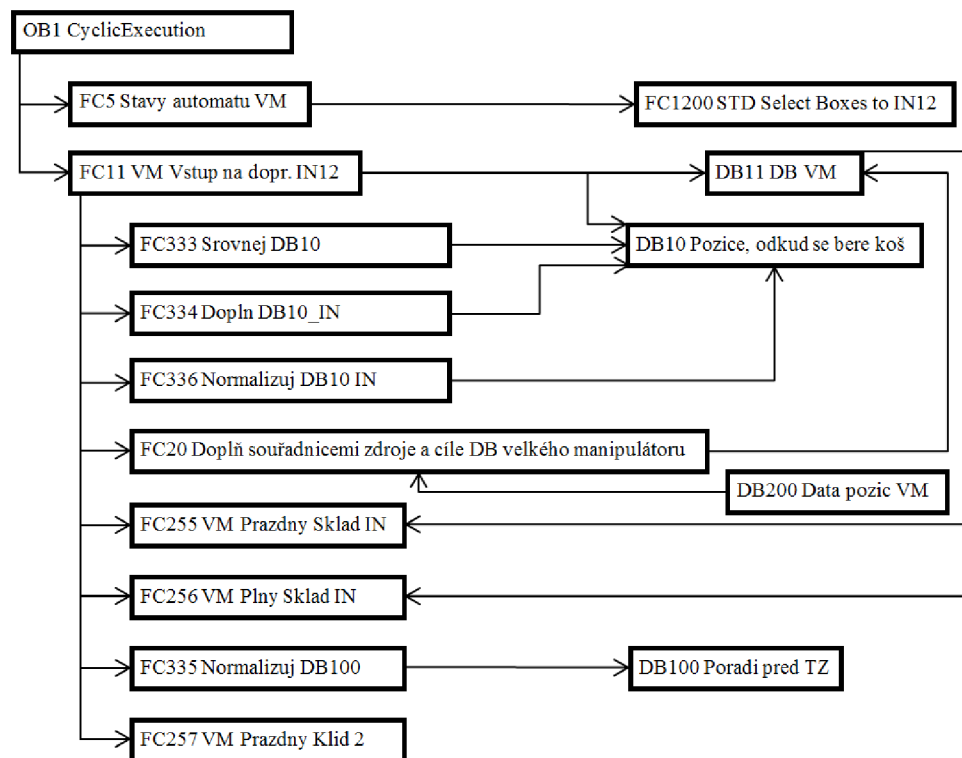 OB1 CyclicExecution
FC5 Stavy automatu VM
FC1200 STD Select Boxes to IN12
FC11 VM Vstup na dopr. IN12
DB11 DB VM
FC333 Srovnej DB10
DB10 Pozice, odkud se bere koš
FC334 Dopln DB10_IN
FC336 Normalizuj DB10 IN
FC20 Doplň souřadnicemi zdroje a cíle DB velkého manipulátoru
DB200 Data pozic VM
FC255 VM Prazdny Sklad IN
FC256 VM Plny Sklad IN
FC335 Normalizuj DB100
DB100 Poradi pred TZ
FC257 VM Prazdny Klid 2